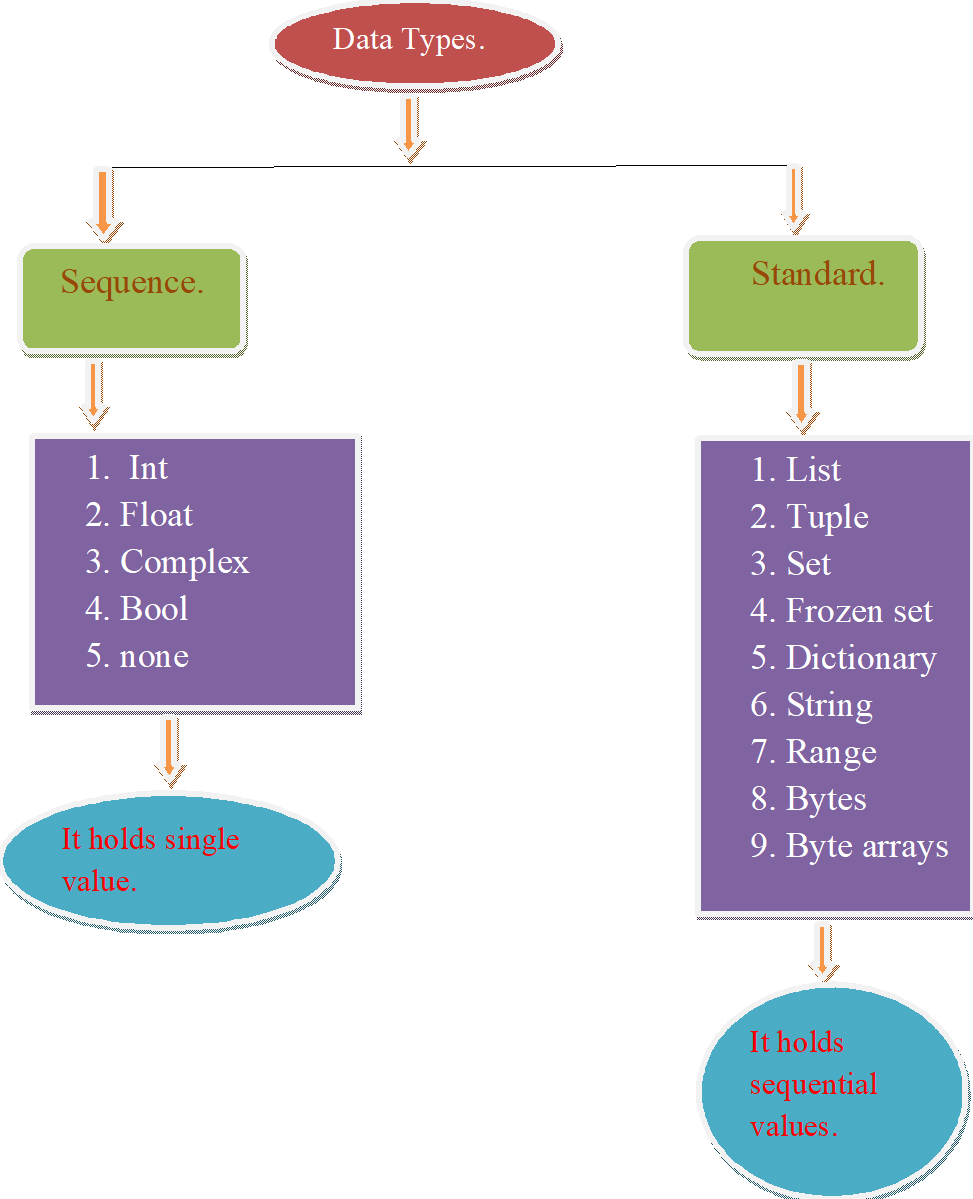 Data Types.
Sequence.
Standard.
1. Int
2. Float
3. Complex
4. Bool
5. none
1. List
2. Tuple
3. Set
4. Frozen set
5. Dictionary
6. String
7. Range
8. Bytes
9. Byte arrays
It holds single
value.
It holds
sequential
values.